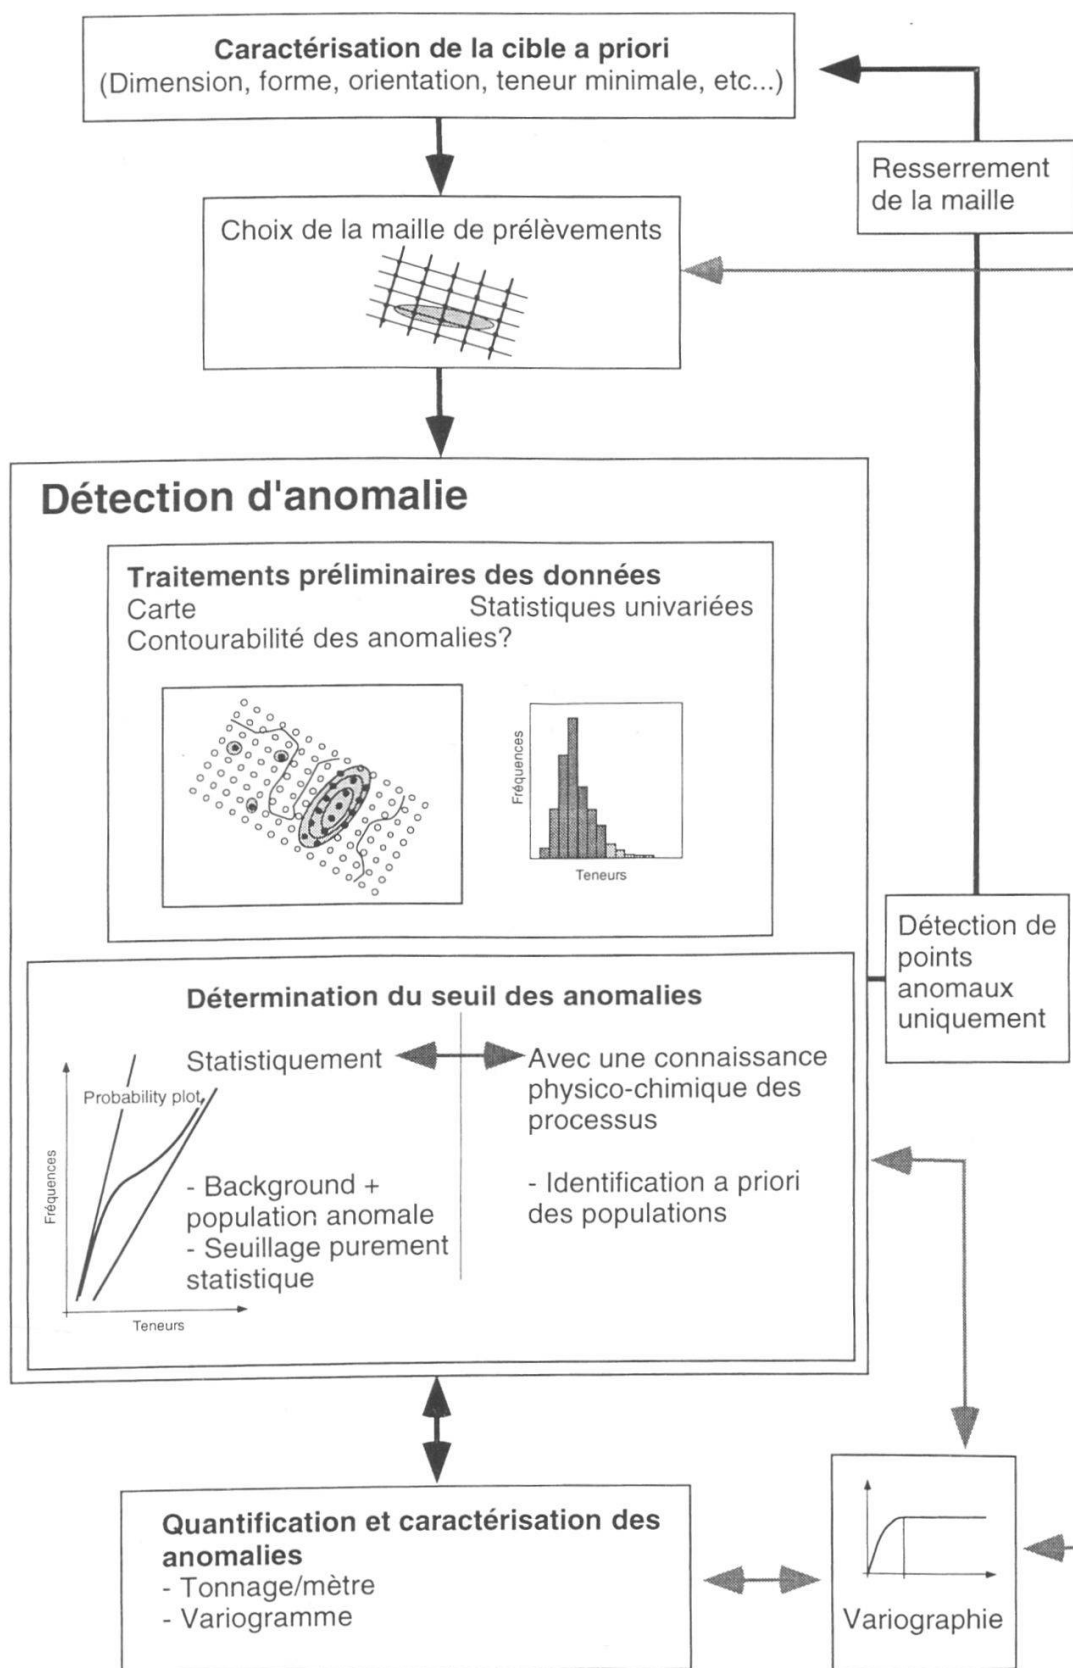 Caractérisation de la cible a priori
(Dimension, forme, orientation, teneur minimale, etc...)
Resserrement
de la maille
Choix de la maille de prélèvements
Détection d'anomalie
Traitements préliminaires des données
Carte
Statistiques univariées
Contourabilité des anomalies?
Fréquences
Teneurs
Détection de
points
anomaux
uniquement
Détermination du seuil des anomalies
Statistiquement
Avec une connaissance
physico-chimique des
processus
Probability plot
Fréquences
- Background +
population anomale
- Seuillage purement
statistique
- Identification a priori
des populations
Teneurs
Quantification et caractérisation des
anomalies
- Tonnage/mètre
- Variogramme
Variographie